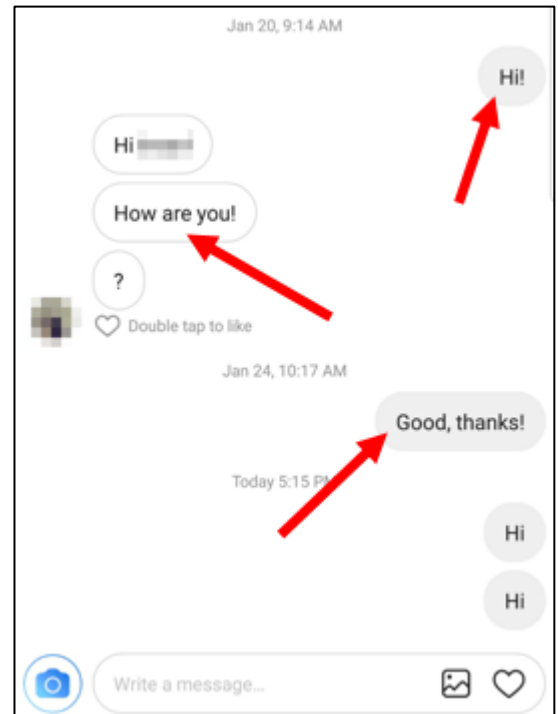 Jan 20, 9:14 AM
Hi!
Hi
How are you!
?
Double tap to like
Jan 24, 10:17 AM
Good, thanks!
Today 5:15 PM
Hi
Hi
Write a message...